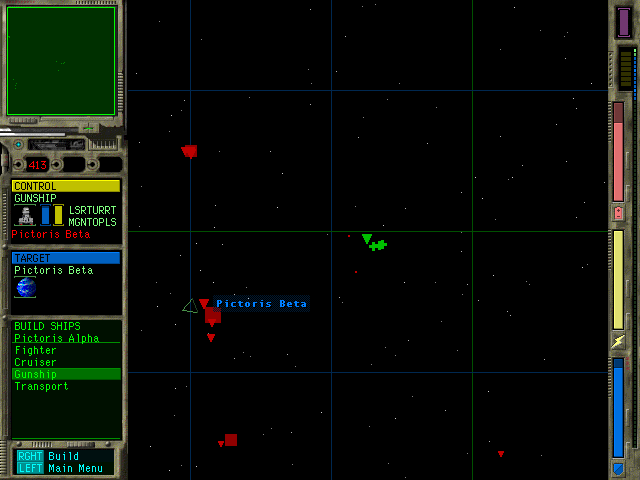 413
CONTROL
GUNSHIP
LSRTURRT
MGNTOPLS
Pictoris Beta
TARGET
Pictoris Beta
Pictoris Beta
BUILD SHIPS
Pictoris Alpha
Fighter
Cruiser
Gunship
Transport
RGHT Build
LEFT Main Menu